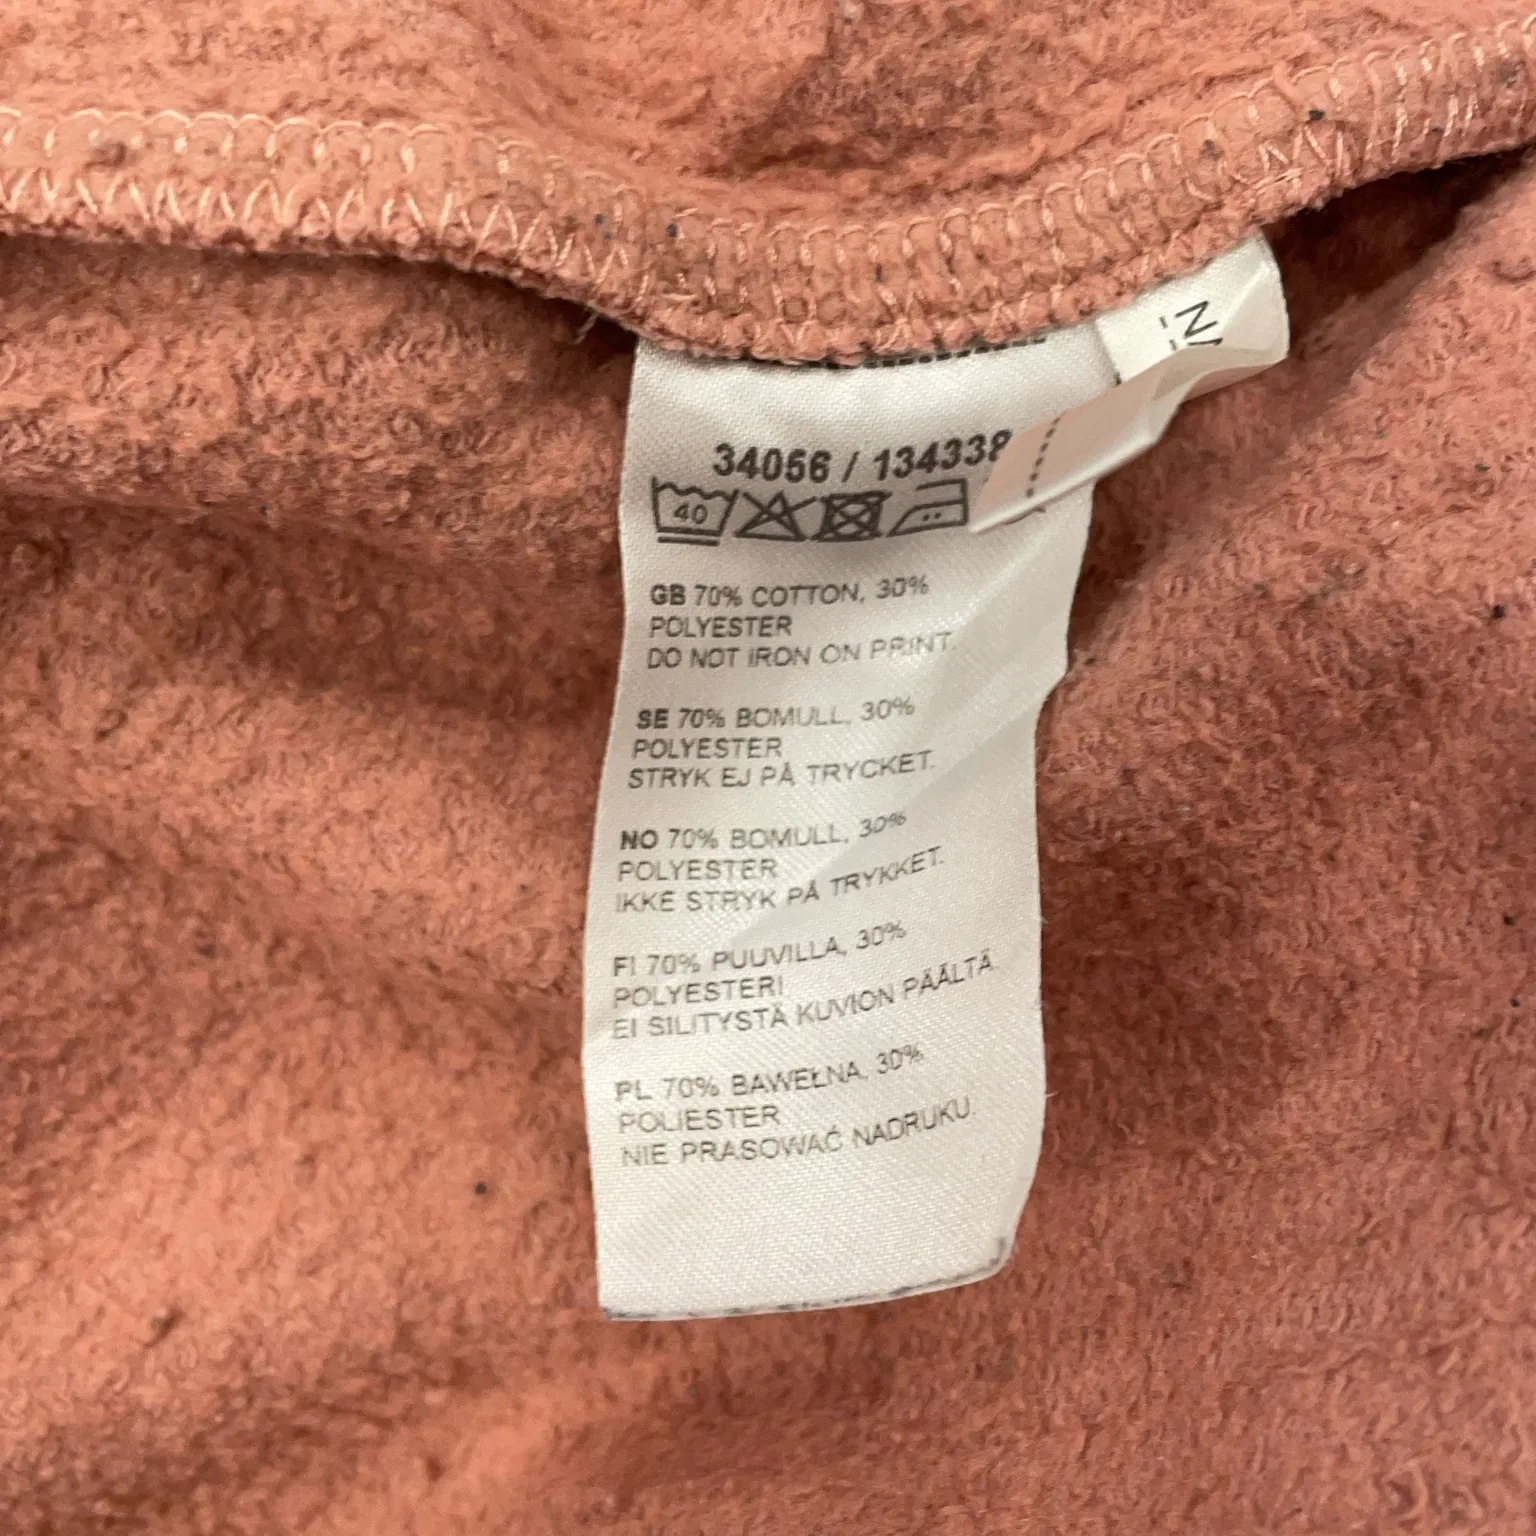 34056 / 134338
40
GB 70% COTTON, 30%
POLYESTER
DO NOT IRON ON PRINT.
SE 70% BOMULL, 30%
POLYESTER
STRYK EJ PÅ TRYCKET.
NO 70% BOMULL, 30%
POLYESTER
IKKE STRYK PÅ TRYKKET.
FI 70% PUUVILLA, 30%
POLYESTERI
EI SILITYSTÄ KUVION PÄÄLTÄ.
PL 70% BAWEŁNA, 30%
POLIESTER
NIE PRASOWAĆ NADRUKU.